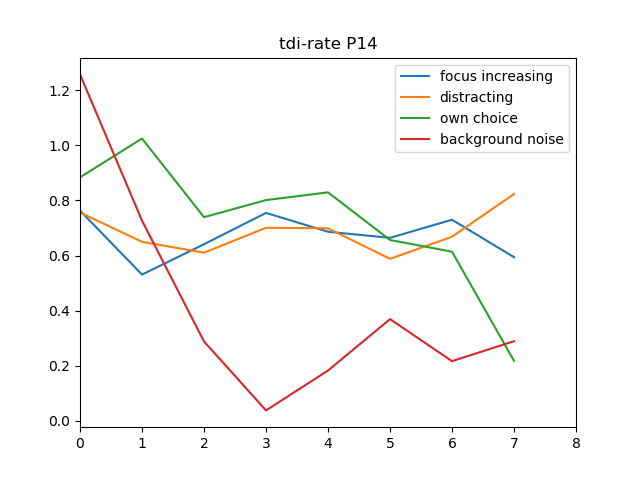 tdi-rate P14
focus increasing
distracting
own choice
background noise
1.2
1.0
0.8
0.6
0.4
0.2
0.0
0 1 2 3 4 5 6 7 8